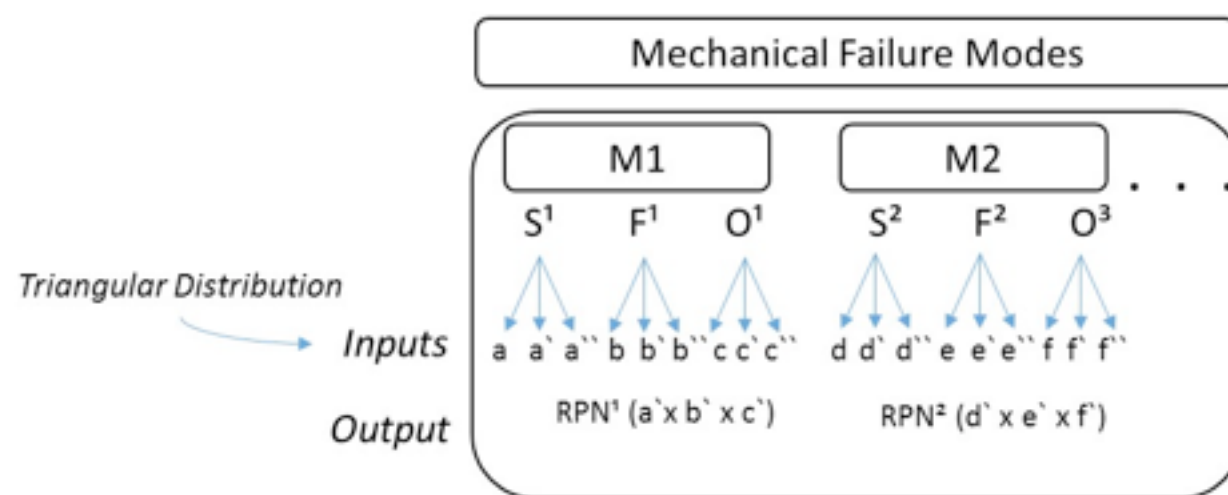 Mechanical Failure Modes
M1 M2 . . .
S¹ F¹ O¹ S² F² O³
Triangular Distribution
Inputs a a` a`` b b` b`` c c` c`` d d` d`` e e` e`` f f` f``
Output RPN¹ (a`x b` x c`) RPN² (d` x e` x f`)